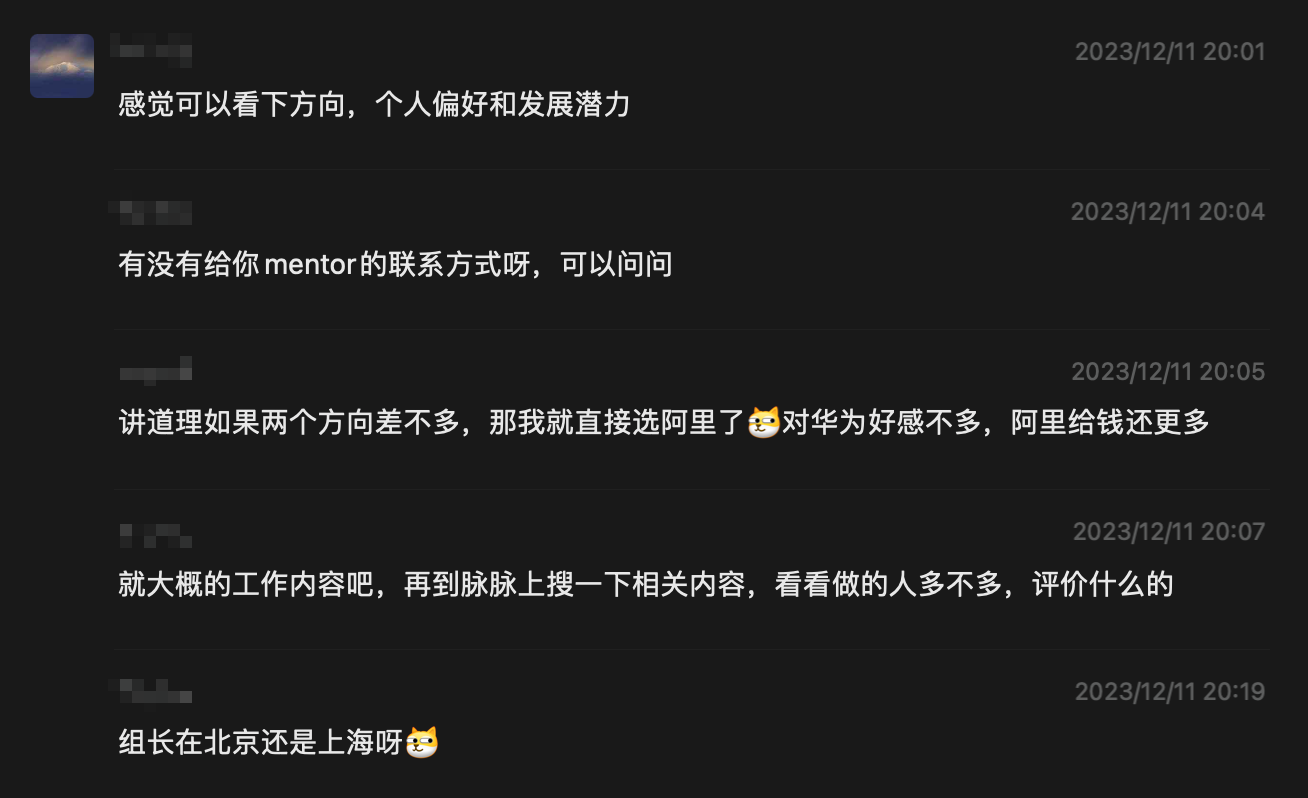 2023/12/11 20:01
感觉可以看下方向，个人偏好和发展潜力
2023/12/11 20:04
有没有给你mentor的联系方式呀，可以问问
2023/12/11 20:05
讲道理如果两个方向差不多，那我就直接选阿里了对华为好感不多，阿里给钱还更多
2023/12/11 20:07
就大概的工作内容吧，再到脉脉上搜一下相关内容，看看做的人多不多，评价什么的
2023/12/11 20:19
组长在北京还是上海呀